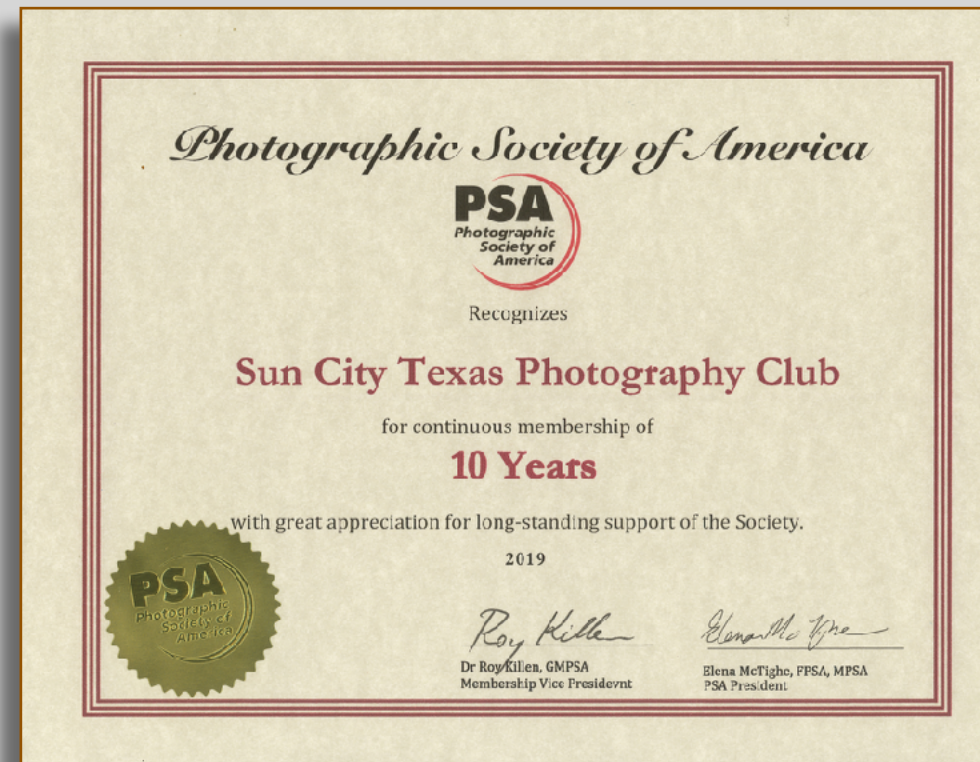 Photographic Society of America
PSA
Photographic
Society of
America
Recognizes
Sun City Texas Photography Club
for continuous membership of
10 Years
with great appreciation for long-standing support of the Society.
2019
PSA
Photographic
Society of
America
Roy Killen
Dr Roy Killen, GMPSA
Membership Vice Presidevnt
Elena McTighe
Elena McTighe, FPSA, MPSA
PSA President